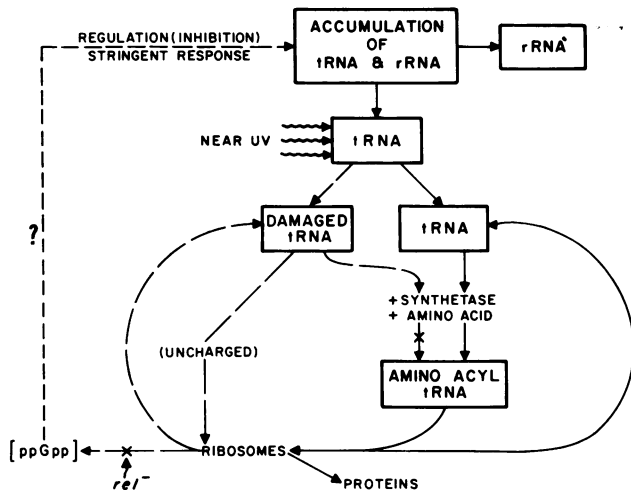 REGULATION (INHIBITION)
STRINGENT RESPONSE
ACCUMULATION
OF
tRNA & rRNA
rRNA
NEAR UV
tRNA
DAMAGED
tRNA
tRNA
?
+ SYNTHETASE
+ AMINO ACID
(UNCHARGED)
AMINO ACYL
tRNA
[ppGpp]
RIBOSOMES
rel⁻
PROTEINS